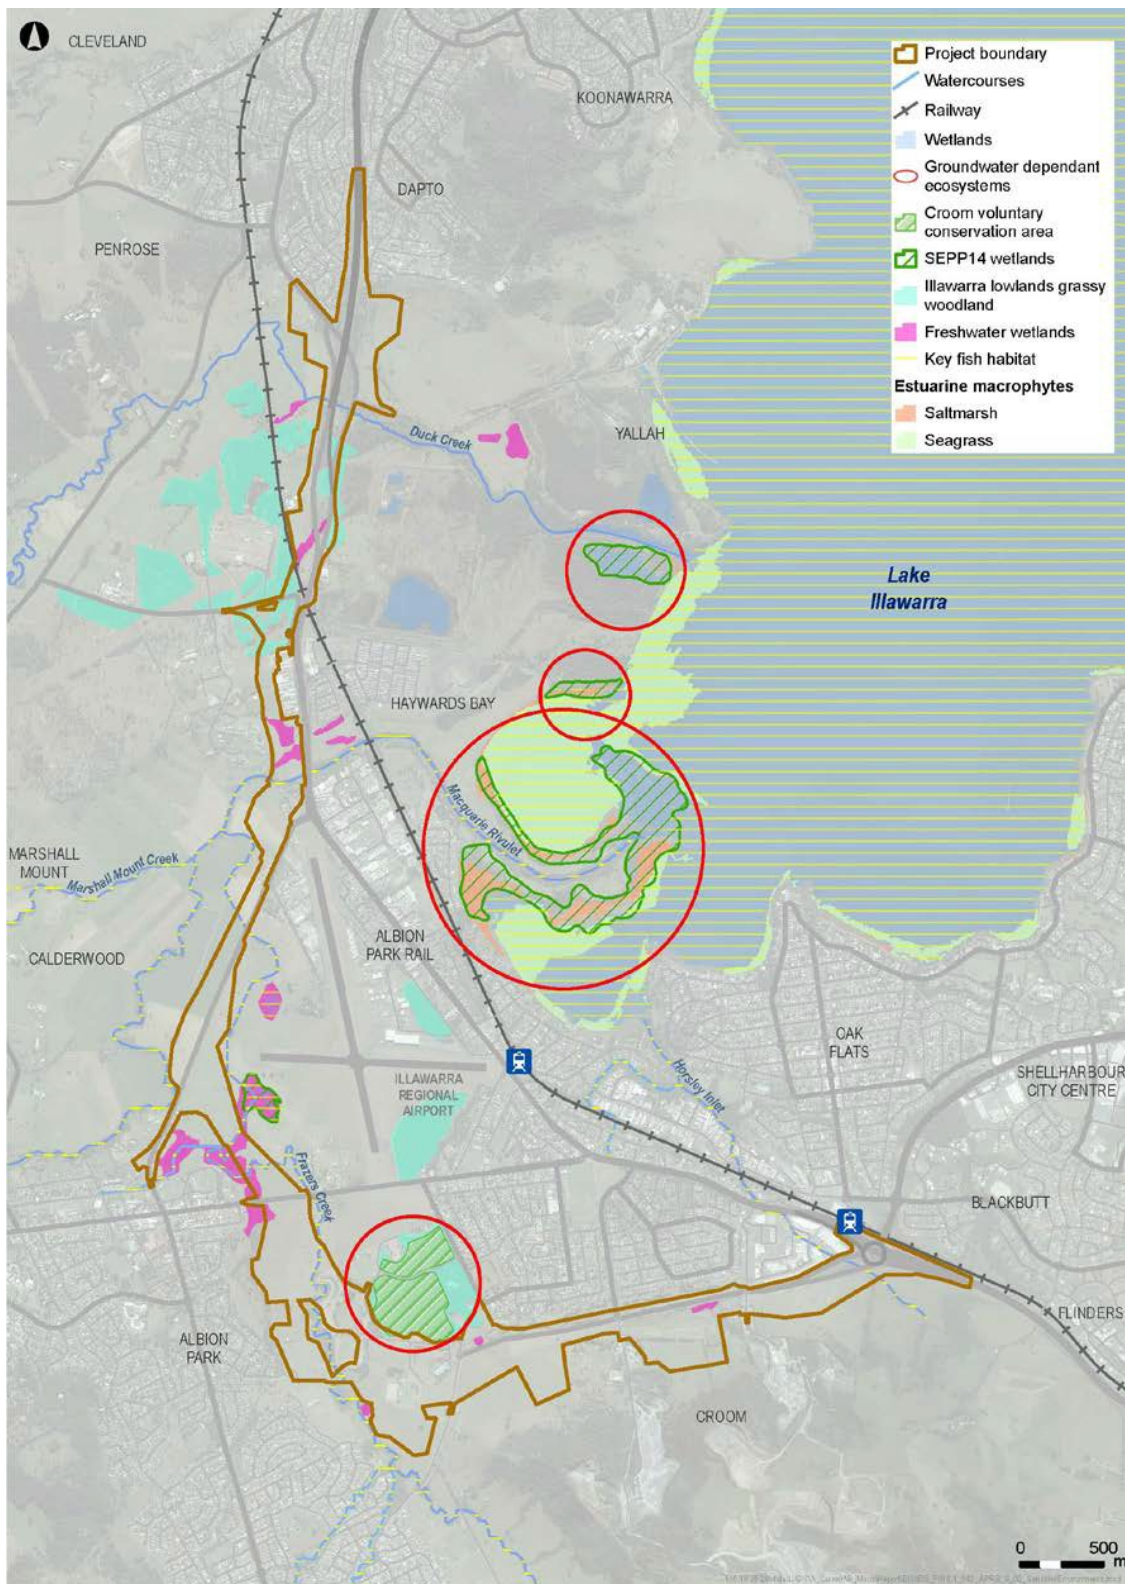 CLEVELAND
KOONAWARRA
DAPTO
PENROSE
Project boundary
Watercourses
Railway
Wetlands
Groundwater dependant
ecosystems
Croom voluntary
conservation area
SEPP14 wetlands
Illawarra lowlands grassy
woodland
Freshwater wetlands
Key fish habitat
Estuarine macrophytes
Saltmarsh
Seagrass
Duck Creek
YALLAH
Lake
Illawarra
HAYWARDS BAY
Macquarie Rivulet
MARSHALL
MOUNT
Marshall Mount Creek
CALDERWOOD
ALBION
PARK RAIL
OAK
FLATS
SHELLHARBOUR
CITY CENTRE
ILLAWARRA
REGIONAL
AIRPORT
Horsley Inlet
Frazers Creek
BLACKBUTT
FLINDERS
ALBION
PARK
CROOM
0 500
m